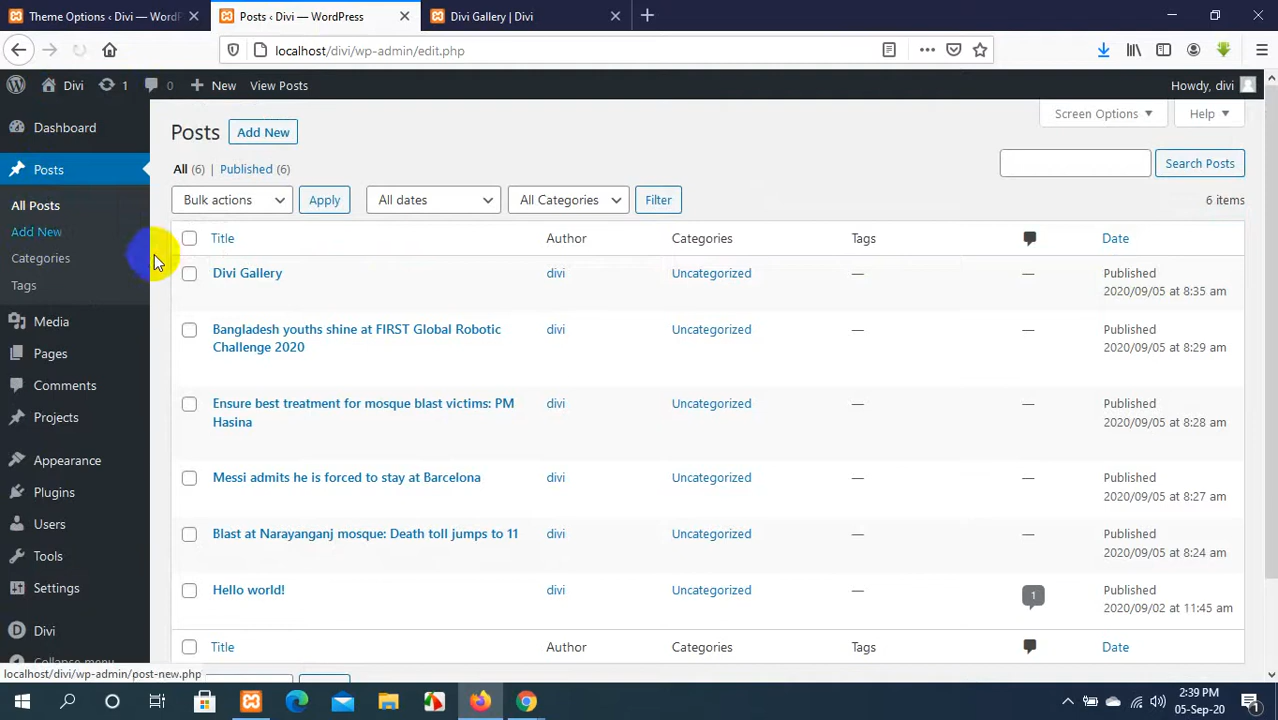 Theme Options ‹ Divi — WordPress
Posts ‹ Divi — WordPress
Divi Gallery | Divi
localhost/divi/wp-admin/edit.php
Divi
1
0
New
View Posts
Howdy, divi
Dashboard
Posts
All Posts
Add New
Categories
Tags
Media
Pages
Comments
Projects
Appearance
Plugins
Users
Tools
Settings
Divi
Collapse menu
Posts
Add New
Screen Options
Help
All (6) | Published (6)
Search Posts
Bulk actions
Apply
All dates
All Categories
Filter
6 items
Title
Author
Categories
Tags
Date
Divi Gallery
divi
Uncategorized
—
—
Published
2020/09/05 at 8:35 am
Bangladesh youths shine at FIRST Global Robotic
Challenge 2020
divi
Uncategorized
—
—
Published
2020/09/05 at 8:29 am
Ensure best treatment for mosque blast victims: PM
Hasina
divi
Uncategorized
—
—
Published
2020/09/05 at 8:28 am
Messi admits he is forced to stay at Barcelona
divi
Uncategorized
—
—
Published
2020/09/05 at 8:27 am
Blast at Narayanganj mosque: Death toll jumps to 11
divi
Uncategorized
—
—
Published
2020/09/05 at 8:24 am
Hello world!
divi
Uncategorized
—
1
Published
2020/09/02 at 11:45 am
Title
Author
Categories
Tags
Date
localhost/divi/wp-admin/post-new.php
2:39 PM
05-Sep-20
1